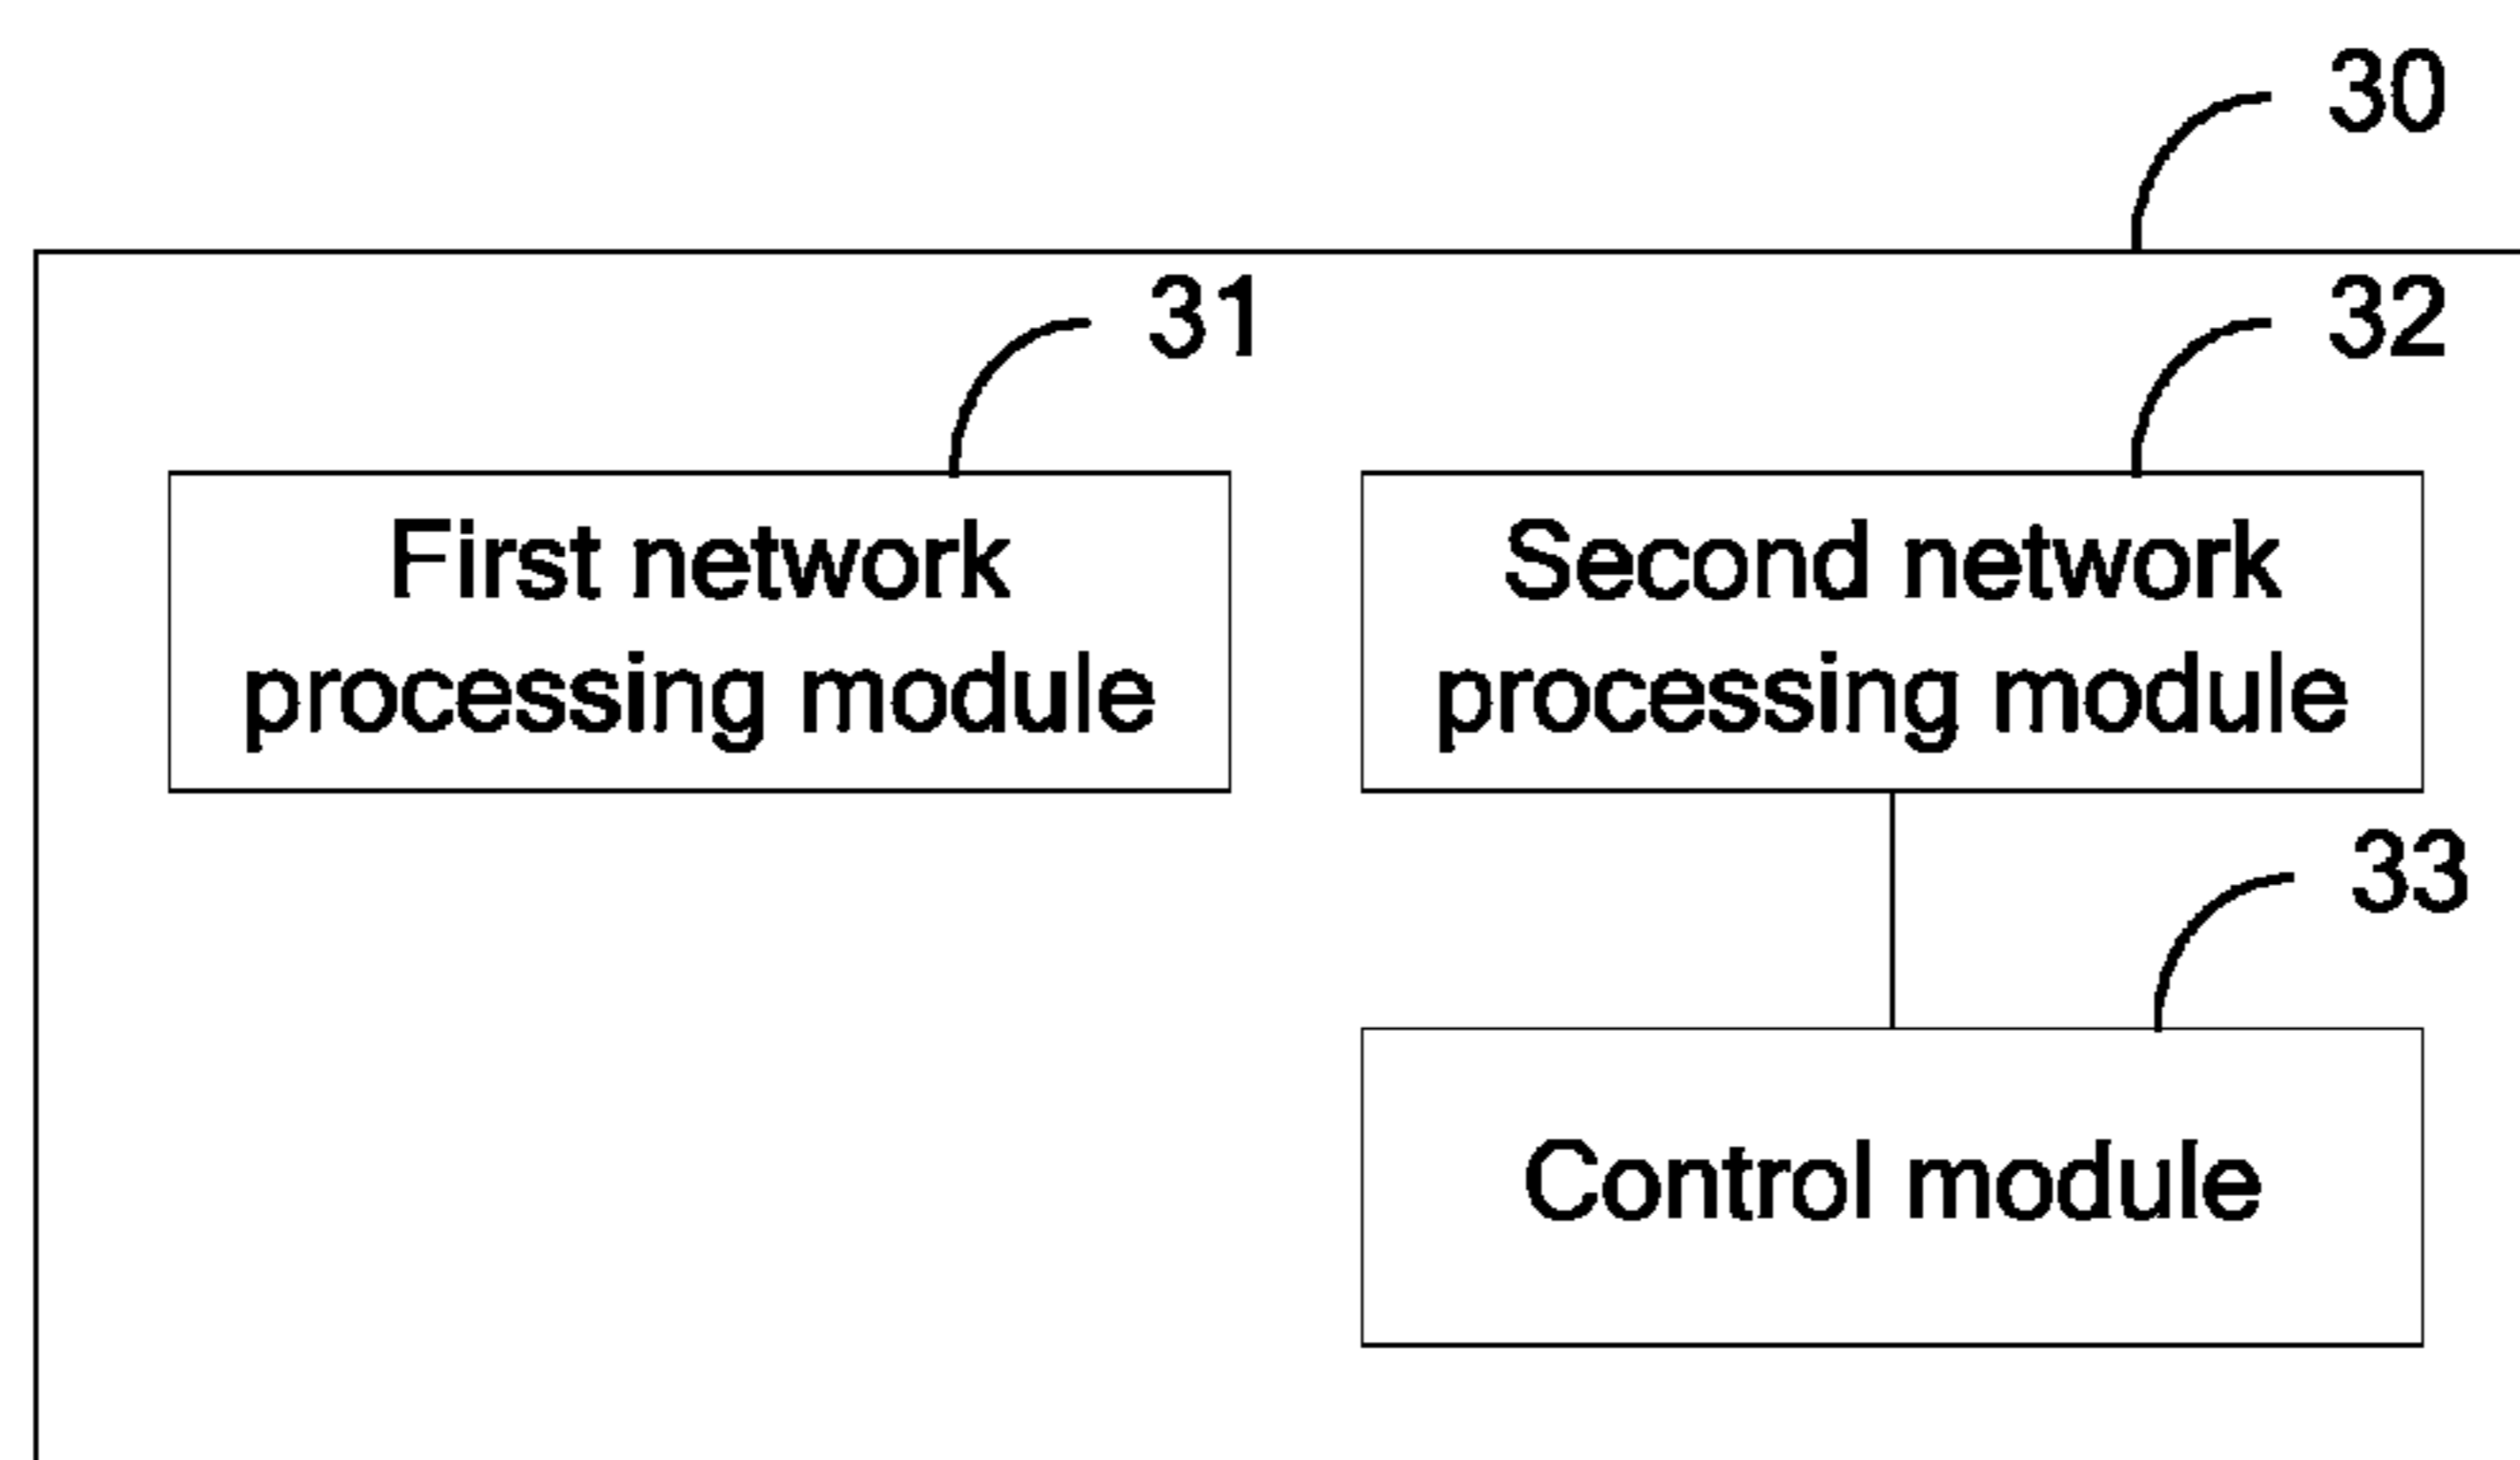 30
31
32
First network
processing module
Second network
processing module
33
Control module